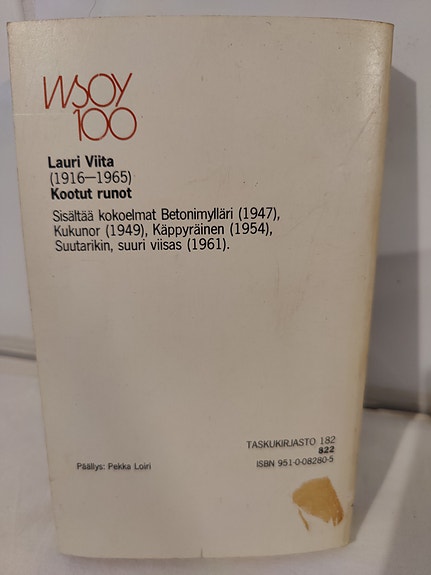 WSOY
100
Lauri Viita
(1916—1965)
Kootut runot
Sisältää kokoelmat Betonimylläri (1947),
Kukunor (1949), Käppyräinen (1954),
Suutarikin, suuri viisas (1961).
TASKUKIRJASTO 182
822
Päällys: Pekka Loiri
ISBN 951-0-08280-5